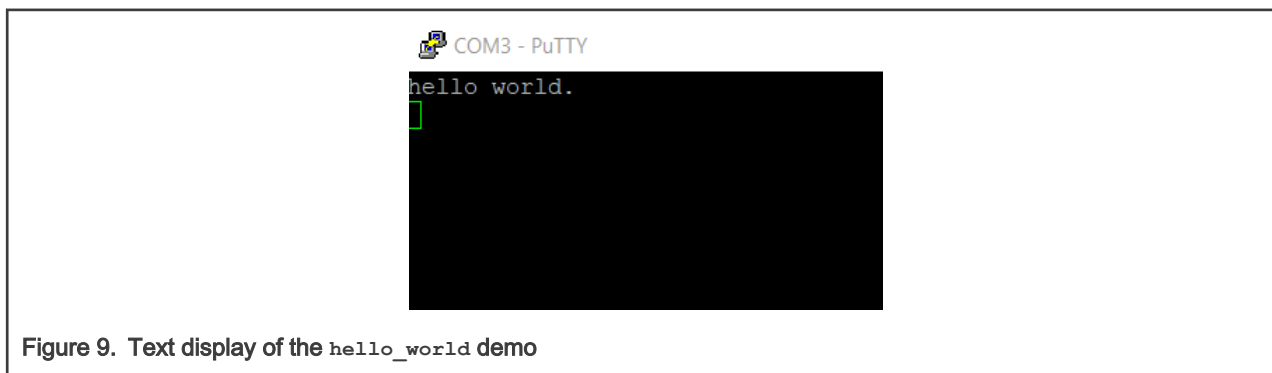 COM3 - PuTTY
hello world.
Figure 9. Text display of the hello_world demo